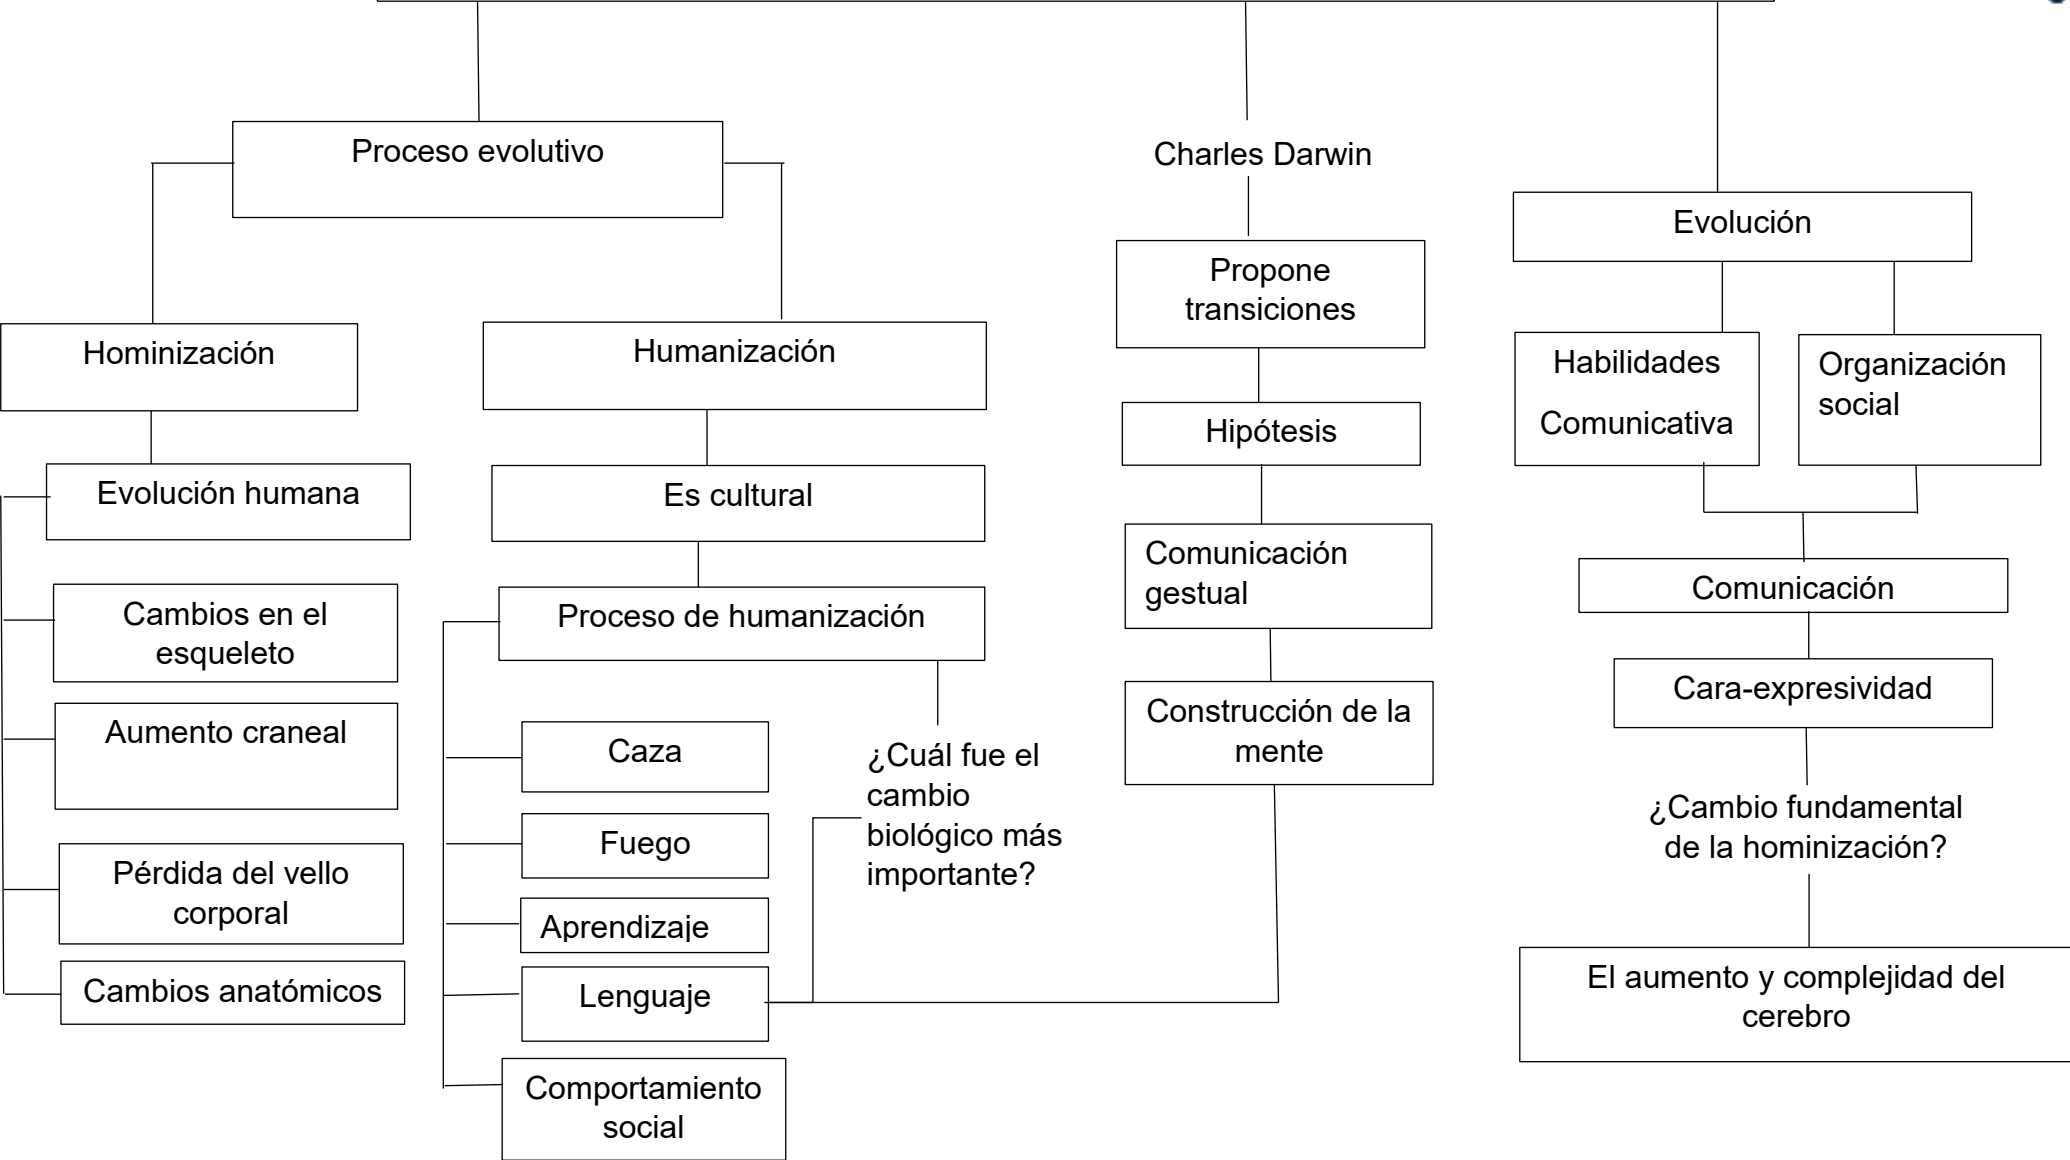 Proceso evolutivo
Hominización
Evolución humana
Cambios en el
esqueleto
Aumento craneal
Pérdida del vello
corporal
Cambios anatómicos
Humanización
Es cultural
Proceso de humanización
Caza
Fuego
Aprendizaje
Lenguaje
Comportamiento
social
¿Cuál fue el
cambio
biológico más
importante?
Charles Darwin
Propone
transiciones
Hipótesis
Comunicación
gestual
Construcción de la
mente
Evolución
Habilidades
Comunicativa
Organización
social
Comunicación
Cara-expresividad
¿Cambio fundamental
de la hominización?
El aumento y complejidad del
cerebro